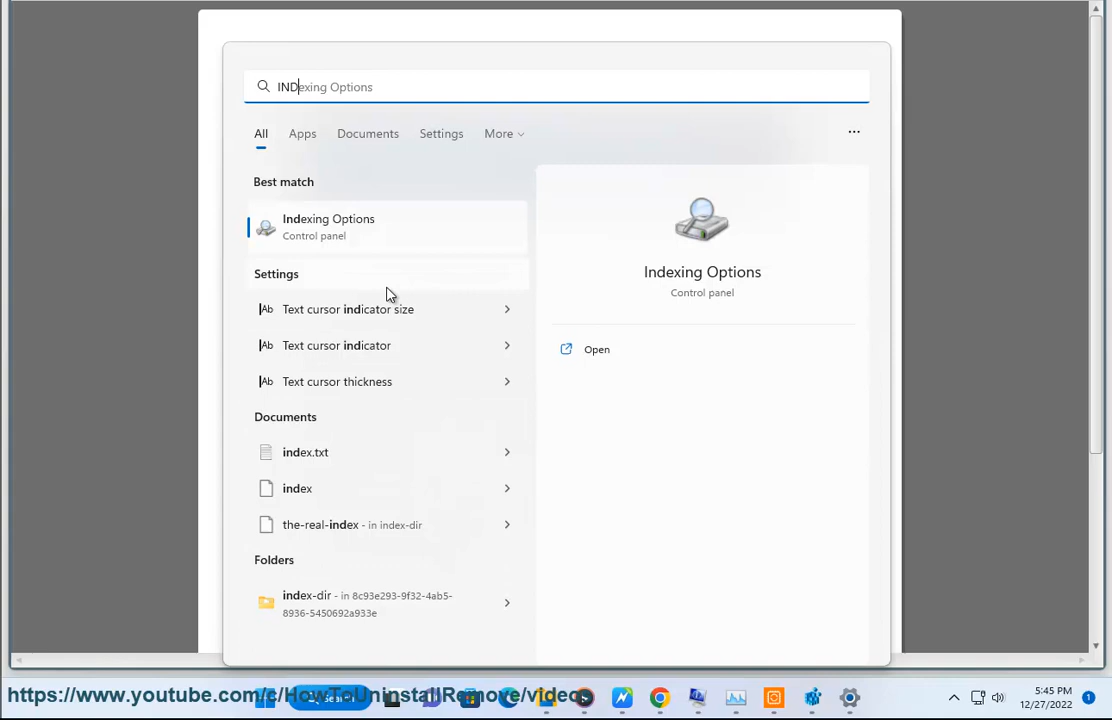 INDexing Options
All Apps Documents Settings More
Best match
Indexing Options
Control panel
Settings
Text cursor indicator size
Text cursor indicator
Text cursor thickness
Documents
index.txt
index
the-real-index - in index-dir
Folders
index-dir - in 8c93e293-9f32-4ab5-
8936-5450692a933e
Indexing Options
Control panel
Open
https://www.youtube.com/c/HowToUninstallRemove/videos
5:45 PM
12/27/2022
1